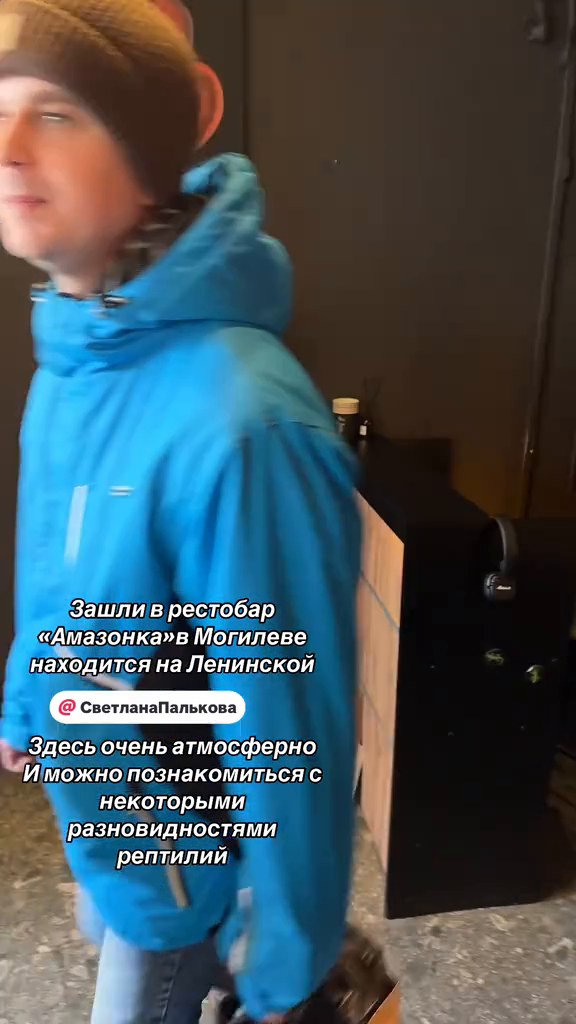 Зашли в рестобар
«Амазонка»в Могилеве
находится на Ленинской
@ СветланаПалькова
Здесь очень атмосферно
И можно познакомиться с
некоторыми
разновидностями
рептилий